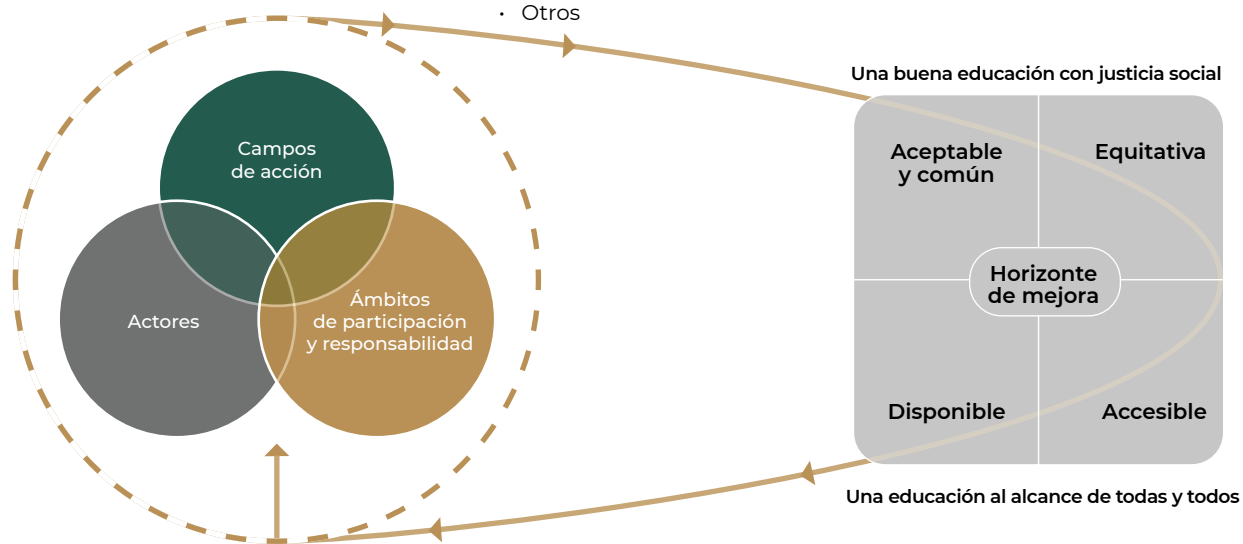 · Otros
Una buena educación con justicia social
Campos
de acción
Aceptable
y común
Equitativa
Horizonte
de mejora
Actores
Ámbitos
de participación
y responsabilidad
Disponible
Accesible
Una educación al alcance de todas y todos